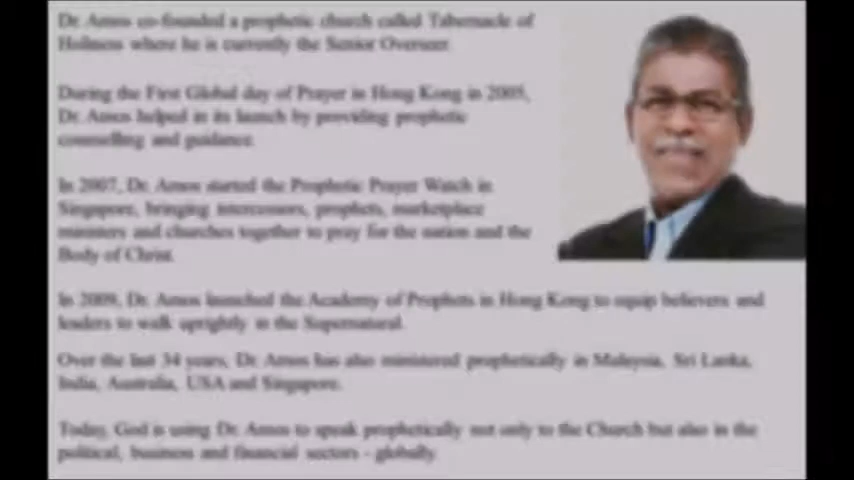 Dr. Amos co-founded a prophetic church called Tabernacle of
Holiness where he is currently the Senior Overseer.
During the First Global day of Prayer in Hong Kong in 2005,
Dr. Amos helped in its launch by providing prophetic
counselling and guidance.
In 2007, Dr. Amos started the Prophetic Prayer Watch in
Singapore, bringing intercessors, prophets, marketplace
ministers and churches together to pray for the nation and the
Body of Christ.
In 2009, Dr. Amos launched the Academy of Prophets in Hong Kong to equip believers and
leaders to walk uprightly in the Supernatural.
Over the last 34 years, Dr. Amos has also ministered prophetically in Malaysia, Sri Lanka,
India, Australia, USA and Singapore.
Today, God is using Dr. Amos to speak prophetically not only to the Church but also in the
political, business and financial sectors - globally.